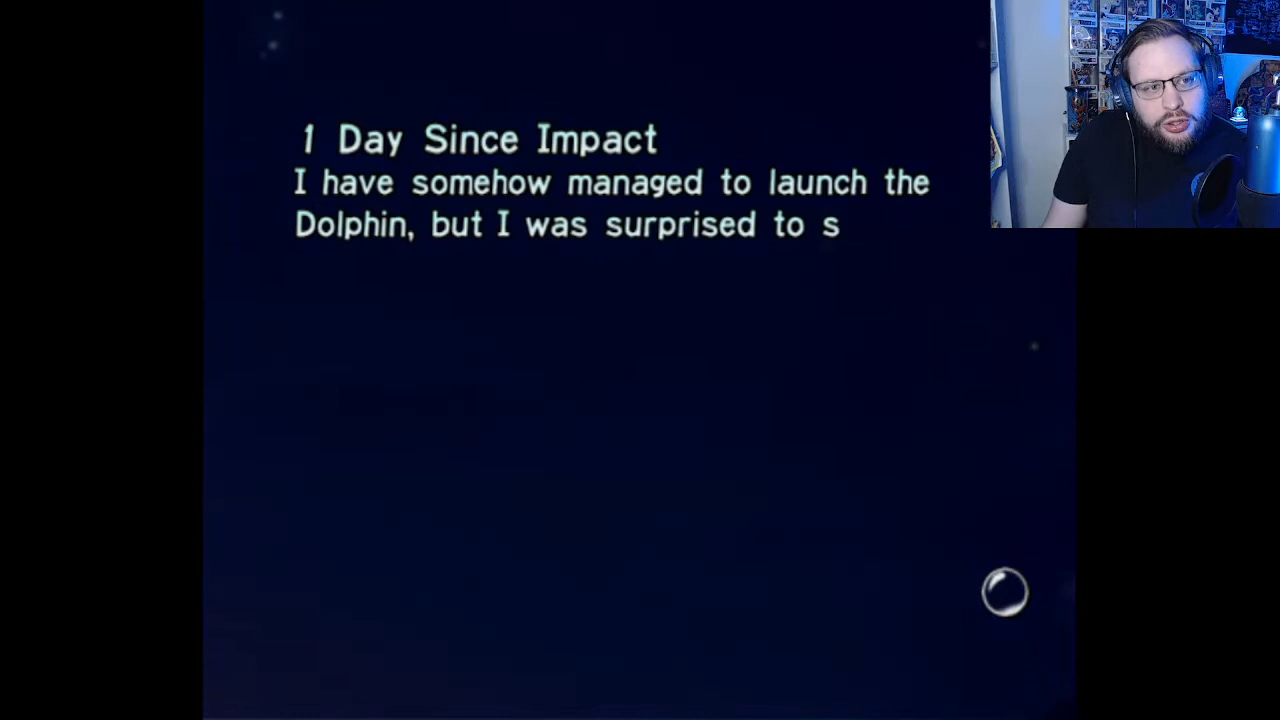 1 Day Since Impact
I have somehow managed to launch the
Dolphin, but I was surprised to s